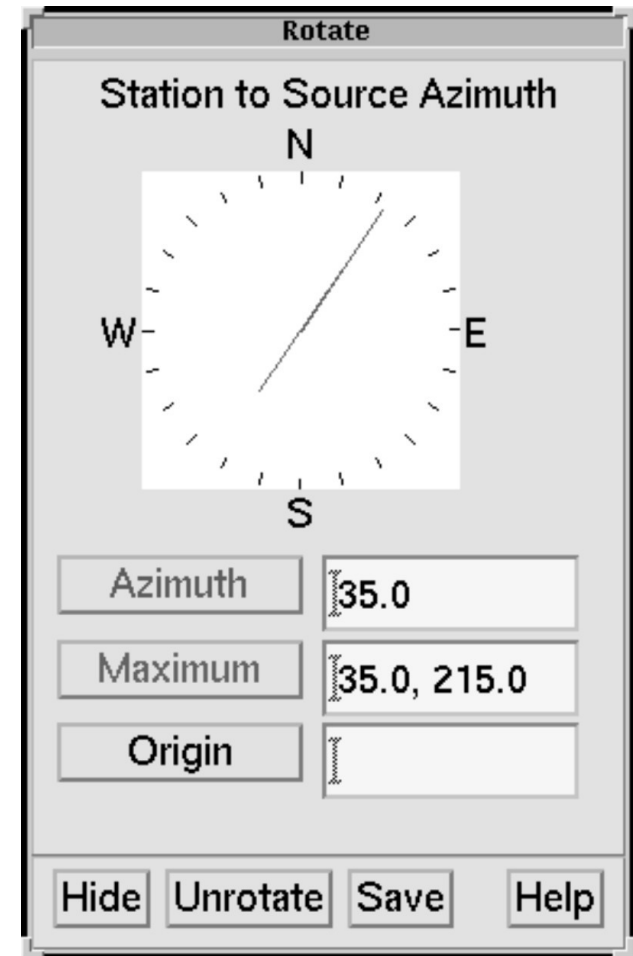 Rotate
Station to Source Azimuth
N
W E
S
Azimuth 35.0
Maximum 35.0, 215.0
Origin
Hide Unrotate Save Help